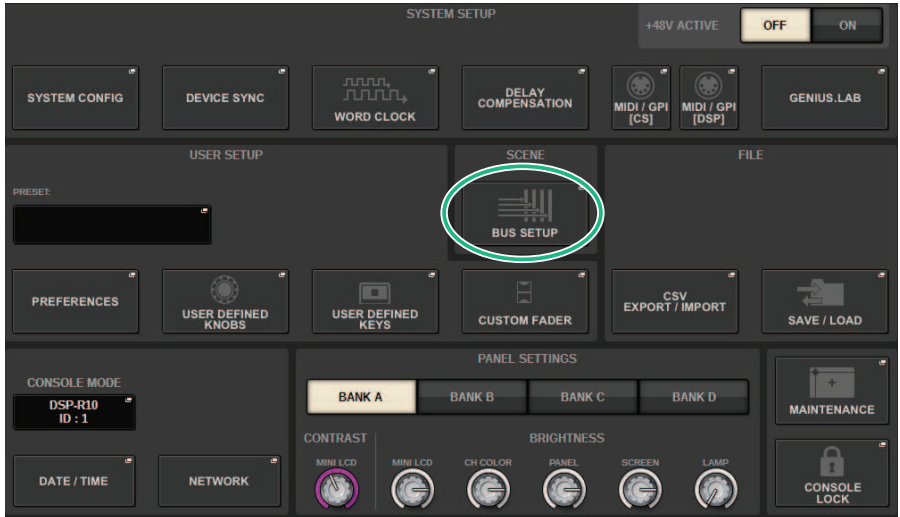 SYSTEM SETUP
+48V ACTIVE
OFF
ON
SYSTEM CONFIG
DEVICE SYNC
WORD CLOCK
DELAY
COMPENSATION
MIDI / GPI
[CS]
MIDI / GPI
[DSP]
GENIUS.LAB
USER SETUP
SCENE
FILE
PRESET:
BUS SETUP
PREFERENCES
USER DEFINED
KNOBS
USER DEFINED
KEYS
CUSTOM FADER
CSV
EXPORT / IMPORT
SAVE / LOAD
CONSOLE MODE
DSP-R10
ID : 1
DATE / TIME
NETWORK
PANEL SETTINGS
BANK A
BANK B
BANK C
BANK D
CONTRAST
BRIGHTNESS
MINI LCD
MINI LCD
CH COLOR
PANEL
SCREEN
LAMP
MAINTENANCE
CONSOLE
LOCK